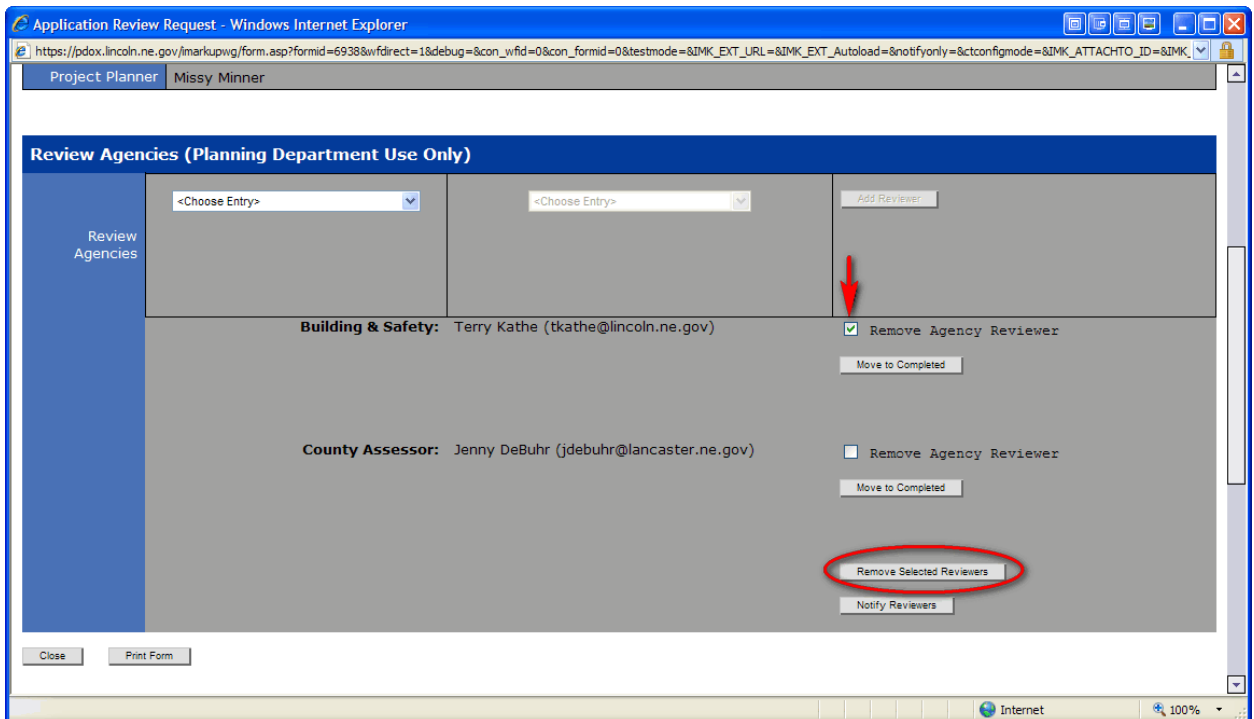 Application Review Request - Windows Internet Explorer
https://pdox.lincoln.ne.gov/imarkupwg/form.asp?formid=6938&wfdirect=1&debug=&con_wfid=0&con_formid=0&testmode=&IMK_EXT_URL=&IMK_EXT_Autoload=&notifyonly=&ctconfigmode=&IMK_ATTACHTO_ID=&IMK_
Project Planner Missy Minner
Review Agencies (Planning Department Use Only)
<Choose Entry> <Choose Entry> Add Reviewer
Review
Agencies
Building & Safety: Terry Kathe (tkathe@lincoln.ne.gov) Remove Agency Reviewer
Move to Completed
County Assessor: Jenny DeBuhr (jdebuhr@lancaster.ne.gov) Remove Agency Reviewer
Move to Completed
Remove Selected Reviewers
Notify Reviewers
Close Print Form
Internet 100%